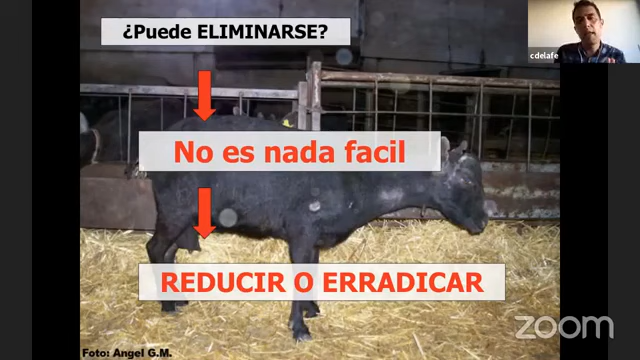 ¿Puede ELIMINARSE?
cdelafe
No es nada facil
REDUCIR O ERRADICAR
zoom
Foto: Angel G.M.